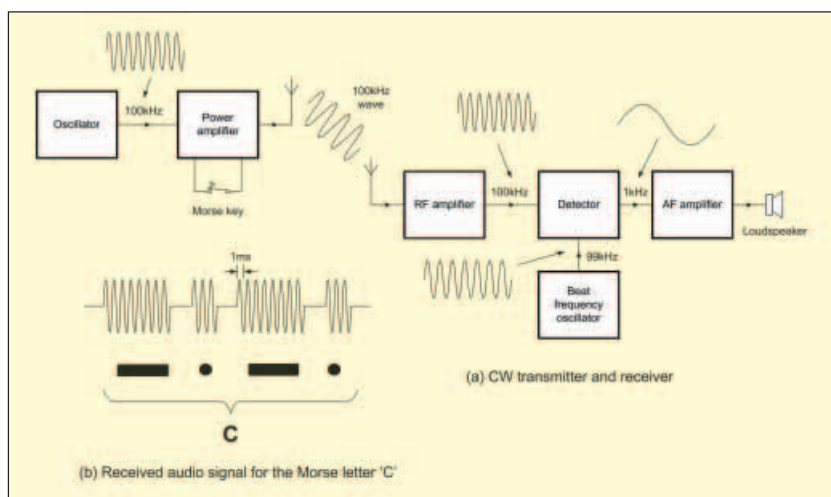 100kHz
Oscillator
Power
amplifier
Morse key
100kHz
wave
RF amplifier
100kHz
Detector
1kHz
AF amplifier
Loudspeaker
99kHz
Beat
frequency
oscillator
(a) CW transmitter and receiver
1ms
C
(b) Received audio signal for the Morse letter 'C'